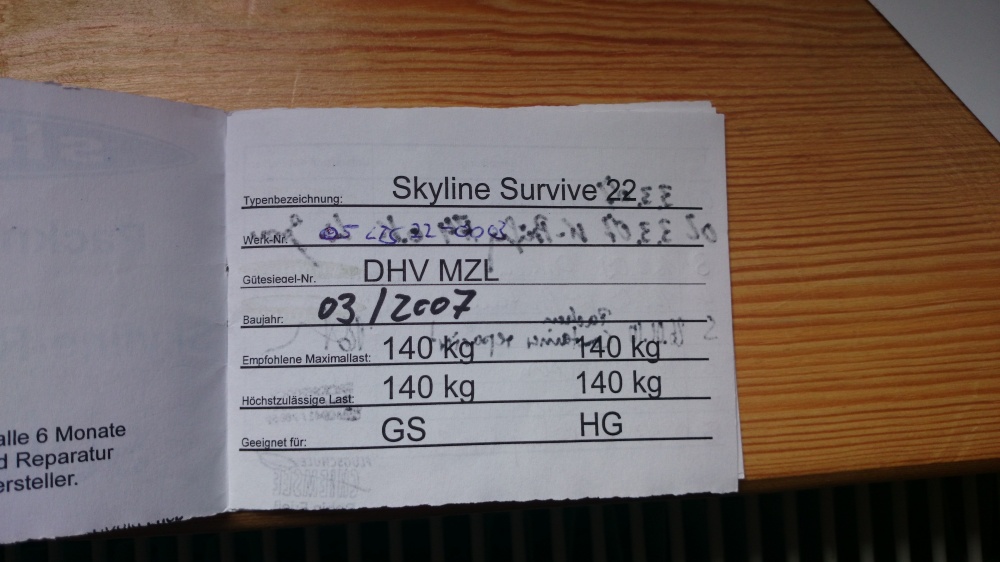 Typenbezeichnung: Skyline Survive 22
Werk-Nr.
Gütesiegel-Nr. DHV MZL
Baujahr: 03/2007
Empfohlene Maximallast: 140 kg 140 kg
Höchstzulässige Last: 140 kg 140 kg
Geeignet für: GS HG
alle 6 Monate
d Reparatur
ersteller.